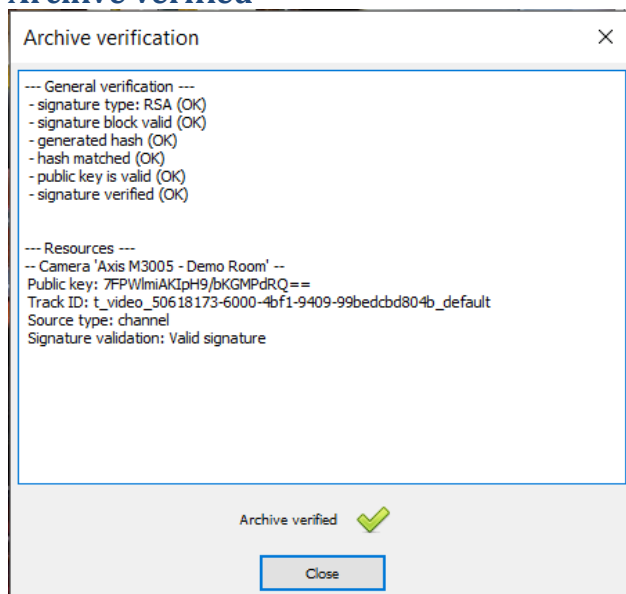 Archive verified
Archive verification
--- General verification ---
- signature type: RSA (OK)
- signature block valid (OK)
- generated hash (OK)
- hash matched (OK)
- public key is valid (OK)
- signature verified (OK)
--- Resources ---
-- Camera 'Axis M3005 - Demo Room' --
Public key: 7FPWlmiAKIpH9/bKGMPdRQ==
Track ID: t_video_50618173-6000-4bf1-9409-99bedcbd804b_default
Source type: channel
Signature validation: Valid signature
Archive verified
Close